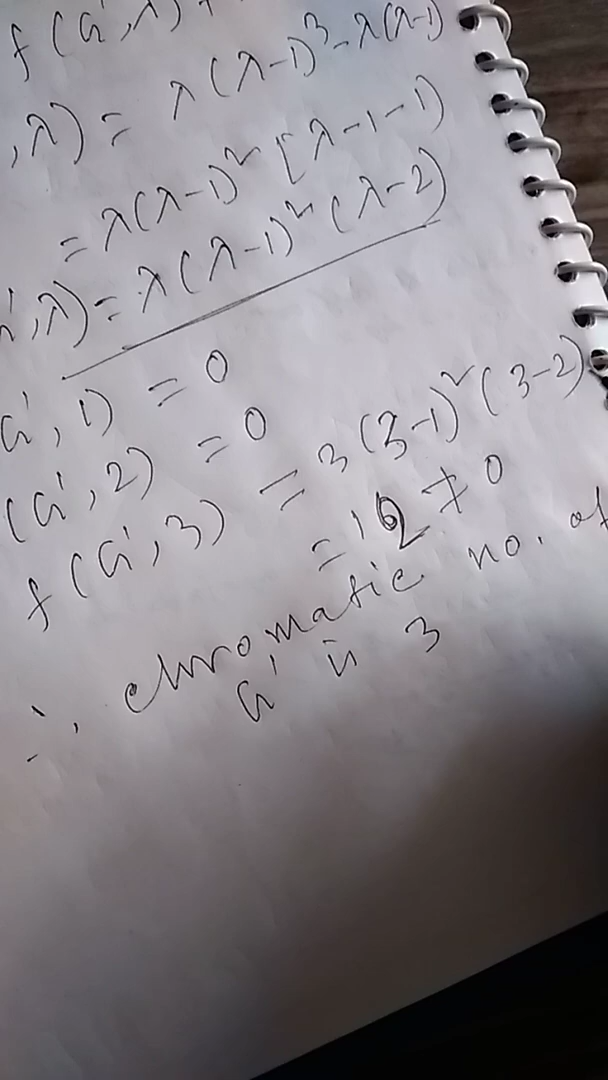 f(G',λ)
,λ) = λ(λ-1)³-λ(λ-1)
= λ(λ-1)² [λ-1-1)
',λ) = λ(λ-1)² (λ-2)
G', 1) = 0
(G', 2) = 0
f(G', 3) = 3(3-1)² (3-2)
= 12 ≠ 0
∴ chromatic no. of
G' is 3